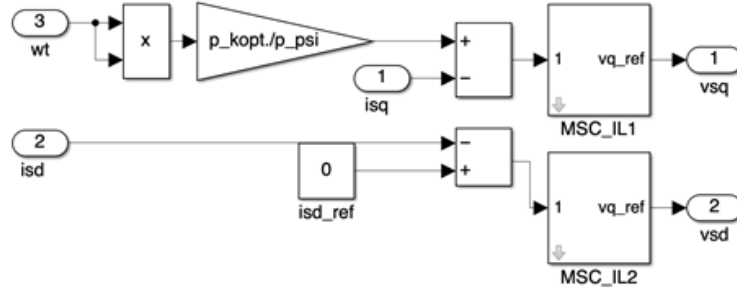 3
wt
x
p_kopt./p_psi
+
−
1
isq
1 vq_ref
MSC_IL1
1
vsq
2
isd
−
+
0
isd_ref
1 vq_ref
MSC_IL2
2
vsd